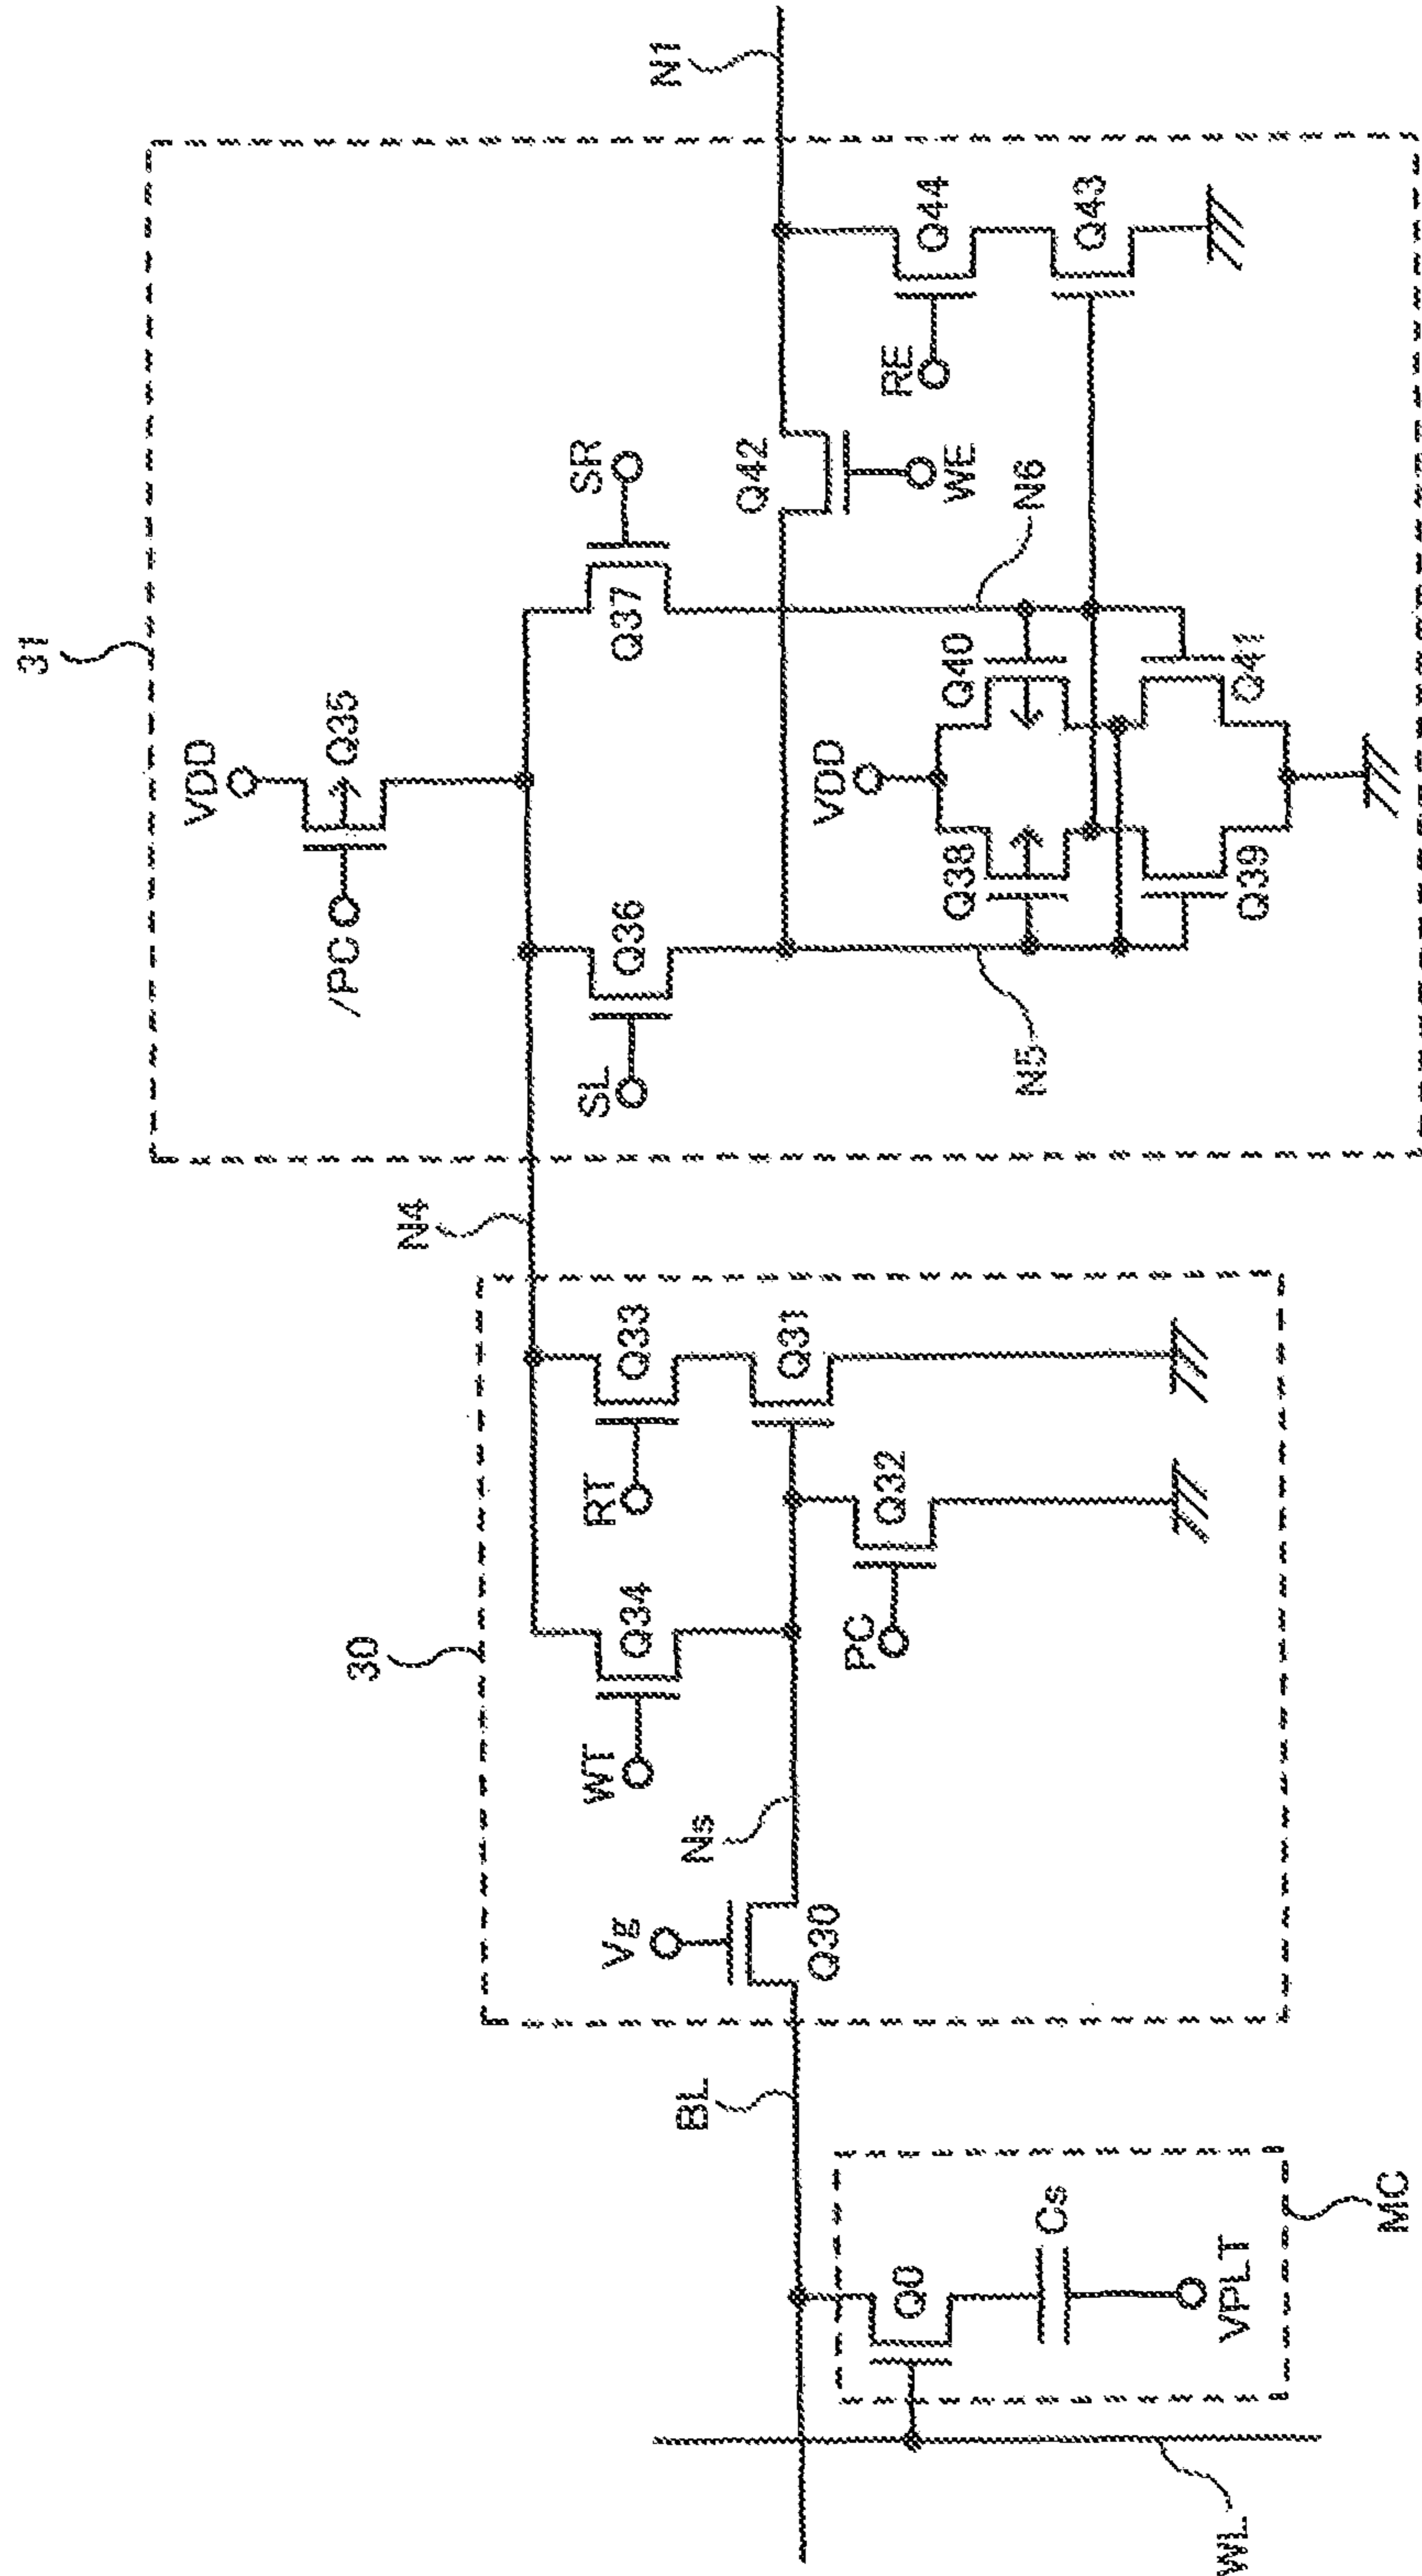 31
VDD
/PC
Q35
SL
Q36
Q37
SR
N1
Q42
WE
RE
Q44
Q43
N5
N6
VDD
Q38
Q40
Q39
Q41
N4
30
WT
Q34
RT
Q33
Q31
Vg
Q30
Ns
PC
Q32
BL
WL
Q0
Cs
VPLT
MC